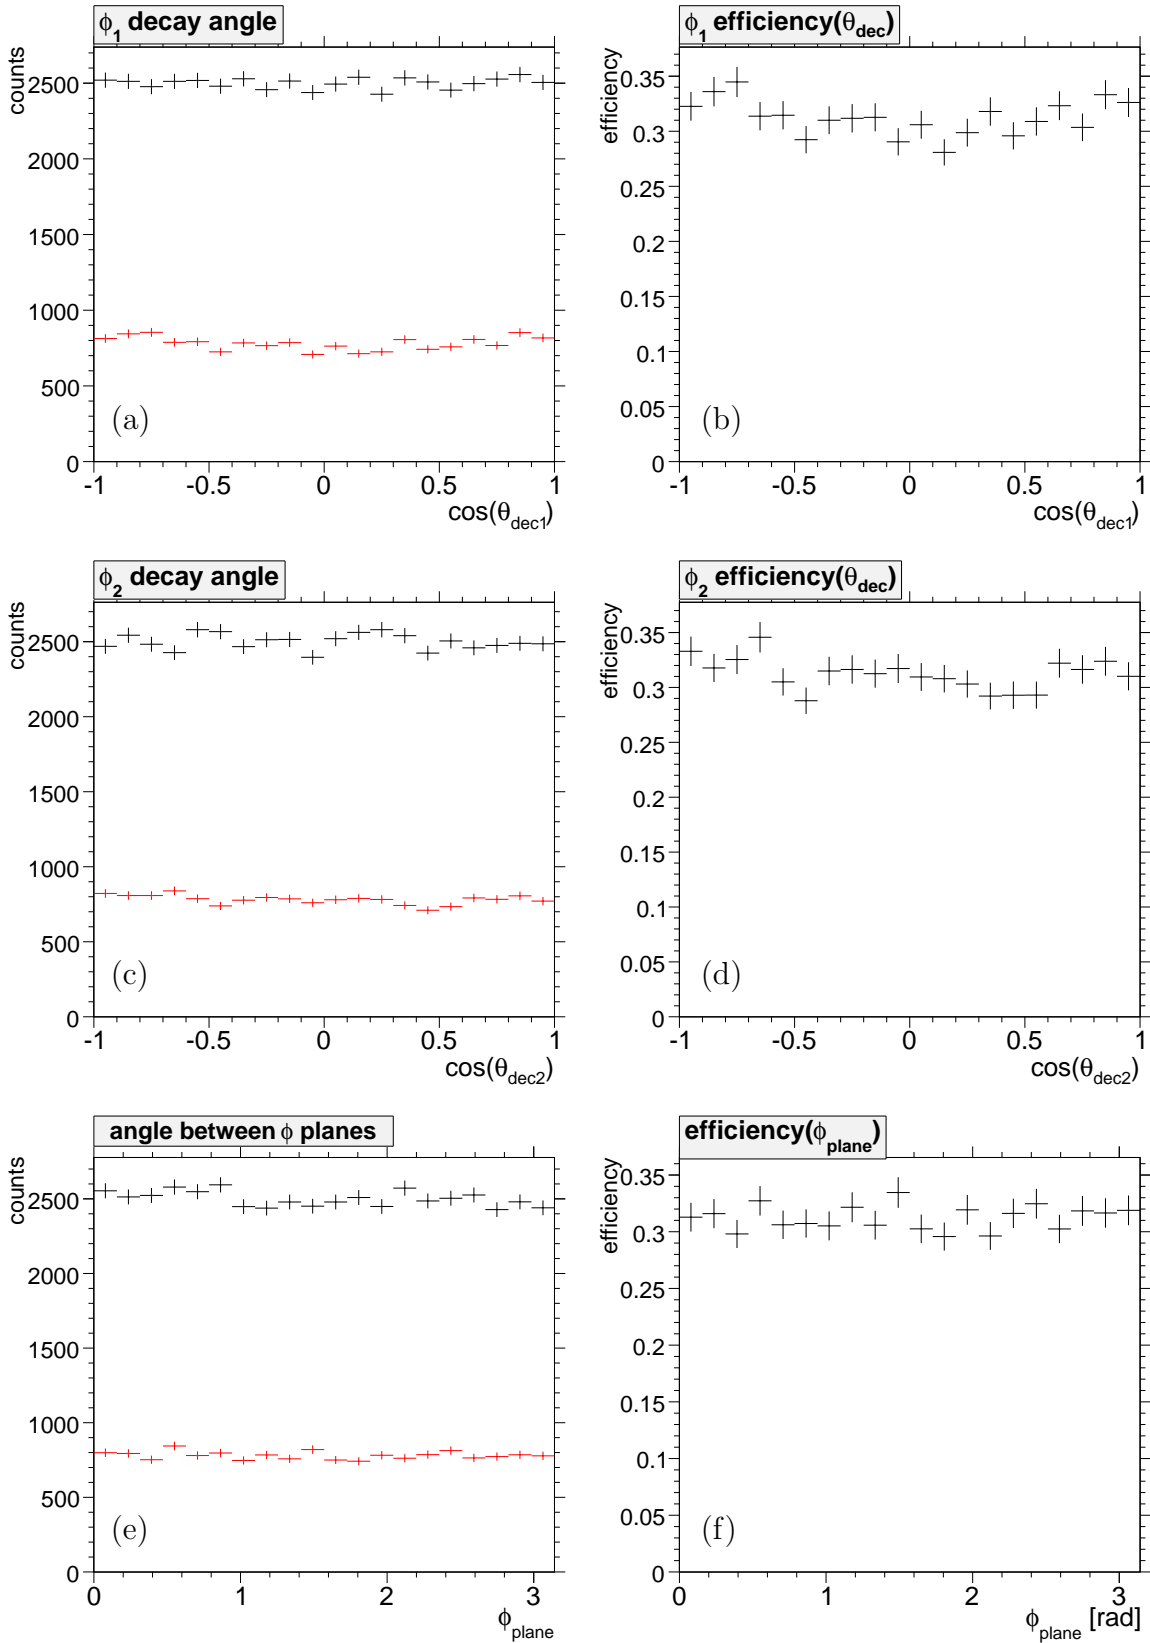 ϕ1 decay angle
counts
2500
2000
1500
1000
500
0
(a)
-1 -0.5 0 0.5 1
cos(θdec1)
ϕ1 efficiency(θdec)
efficiency
0.35
0.3
0.25
0.2
0.15
0.1
0.05
0
(b)
-1 -0.5 0 0.5 1
cos(θdec1)
ϕ2 decay angle
counts
2500
2000
1500
1000
500
0
(c)
-1 -0.5 0 0.5 1
cos(θdec2)
ϕ2 efficiency(θdec)
efficiency
0.35
0.3
0.25
0.2
0.15
0.1
0.05
0
(d)
-1 -0.5 0 0.5 1
cos(θdec2)
angle between ϕ planes
counts
2500
2000
1500
1000
500
0
(e)
0 1 2 3
ϕplane
efficiency(ϕplane)
efficiency
0.35
0.3
0.25
0.2
0.15
0.1
0.05
0
(f)
0 1 2 3
ϕplane [rad]